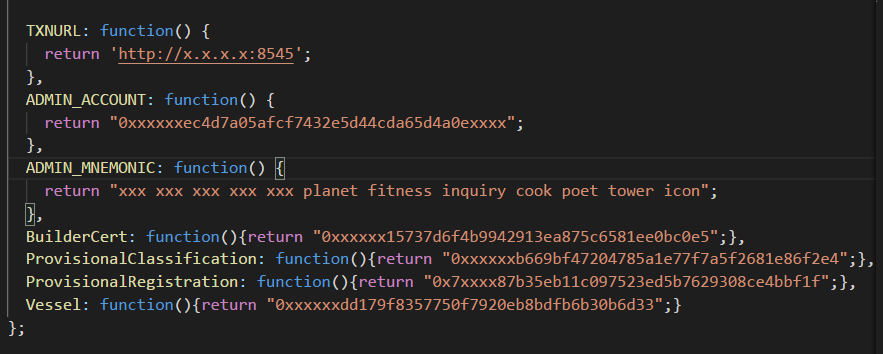 TXNURL: function() {
return 'http://x.x.x.x:8545';
},
ADMIN_ACCOUNT: function() {
return "0xxxxxxec4d7a05afcf7432e5d44cda65d4a0exxxx";
},
ADMIN_MNEMONIC: function() {
return "xxx xxx xxx xxx xxx planet fitness inquiry cook poet tower icon";
},
BuilderCert: function(){return "0xxxxxx15737d6f4b9942913ea875c6581ee0bc0e5";},
ProvisionalClassification: function(){return "0xxxxxxb669bf47204785a1e77f7a5f2681e86f2e4";},
ProvisionalRegistration: function(){return "0x7xxxx87b35eb11c097523ed5b7629308ce4bbf1f";},
Vessel: function(){return "0xxxxxxdd179f8357750f7920eb8bdfb6b30b6d33";}
};